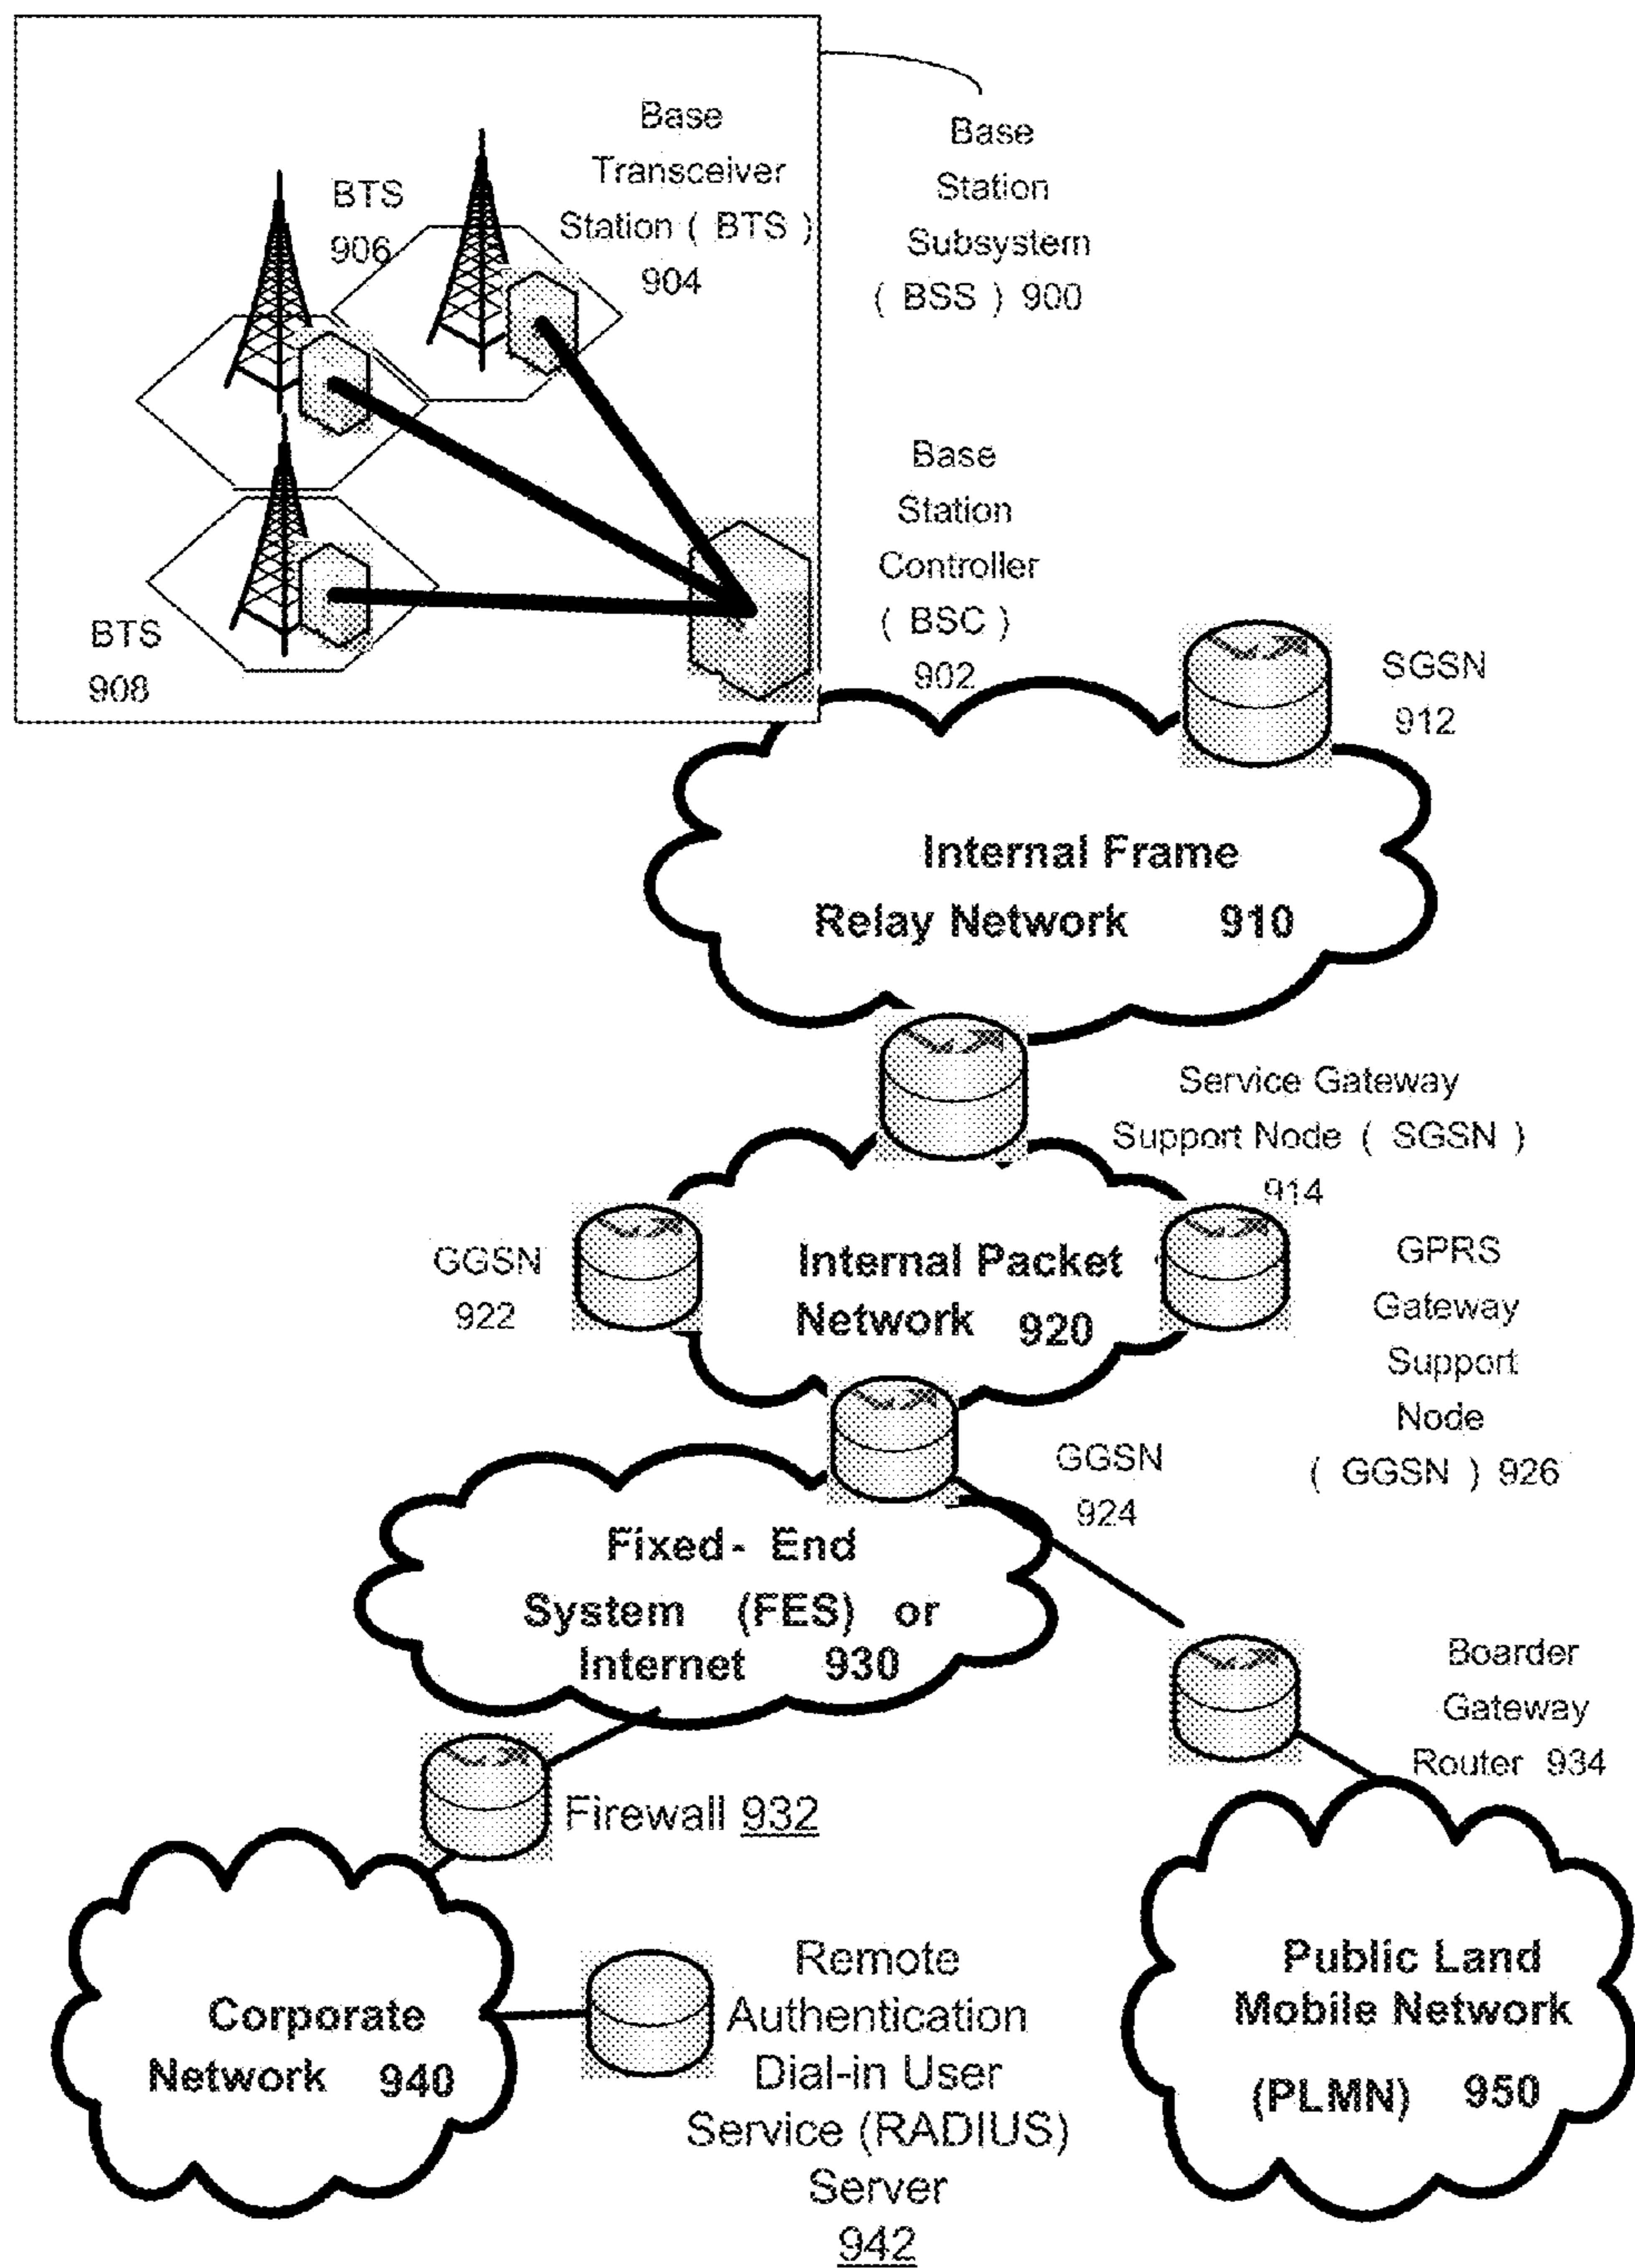 Base
Transceiver
Station ( BTS )
904
BTS
906
BTS
908
Base
Station
Subsystem
( BSS ) 900
Base
Station
Controller
( BSC )
902
SGSN
912
Internal Frame
Relay Network 910
Service Gateway
Support Node ( SGSN )
914
GGSN
922
Internal Packet
Network 920
GPRS
Gateway
Support
Node
( GGSN ) 926
GGSN
924
Fixed- End
System (FES) or
Internet 930
Boarder
Gateway
Router 934
Firewall 932
Corporate
Network 940
Remote
Authentication
Dial-in User
Service (RADIUS)
Server
942
Public Land
Mobile Network
(PLMN) 950